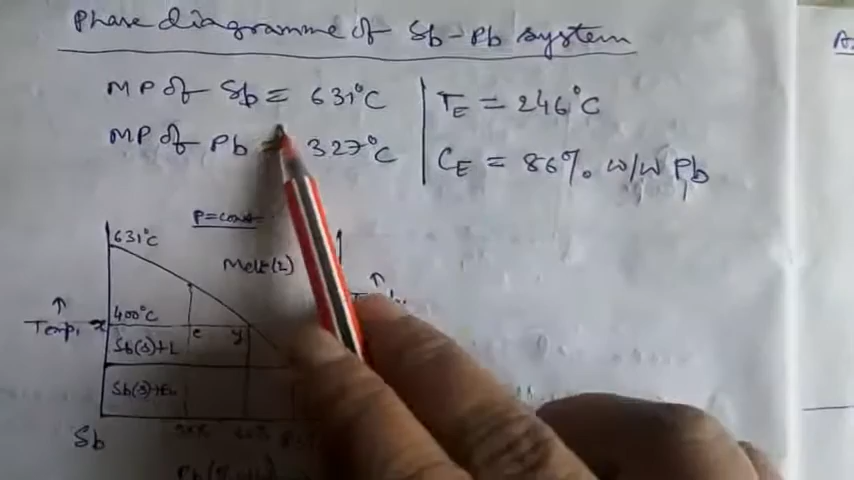 Phase diagramme of Sb-Pb system
MP of Sb = 631°C
MP of Pb = 327°C
TE = 246°C
CE = 86% w/w Pb
P=const
631°C
Melt(L)
↑
Temp.
x
400°C
e
y
Sb(s)+L
Sb(s)+
Sb
↑
A.